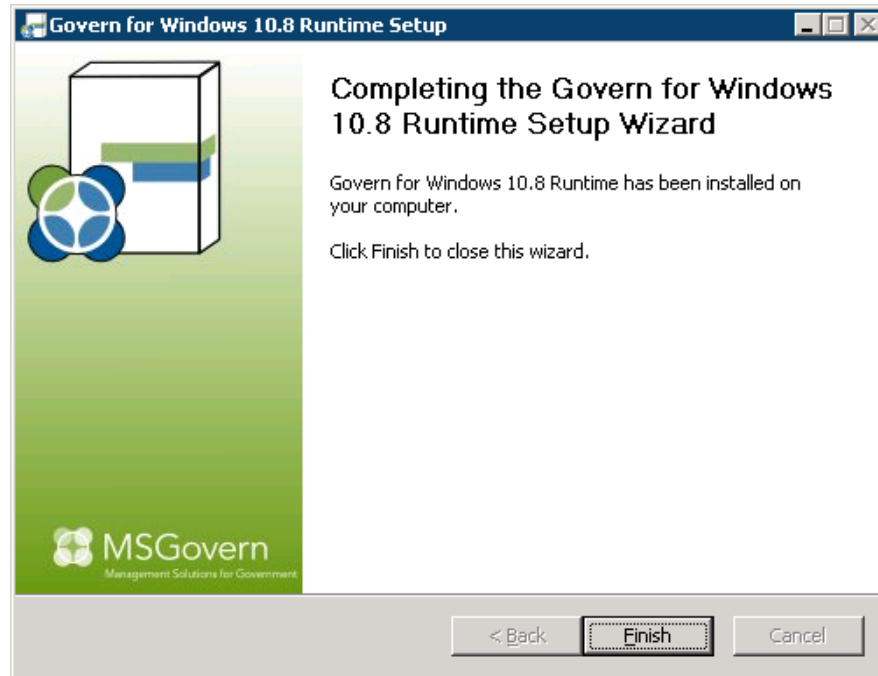 Govern for Windows 10.8 Runtime Setup
Completing the Govern for Windows
10.8 Runtime Setup Wizard
Govern for Windows 10.8 Runtime has been installed on
your computer.
Click Finish to close this wizard.
MSGovern
Management Solutions for Government
< Back
Finish
Cancel